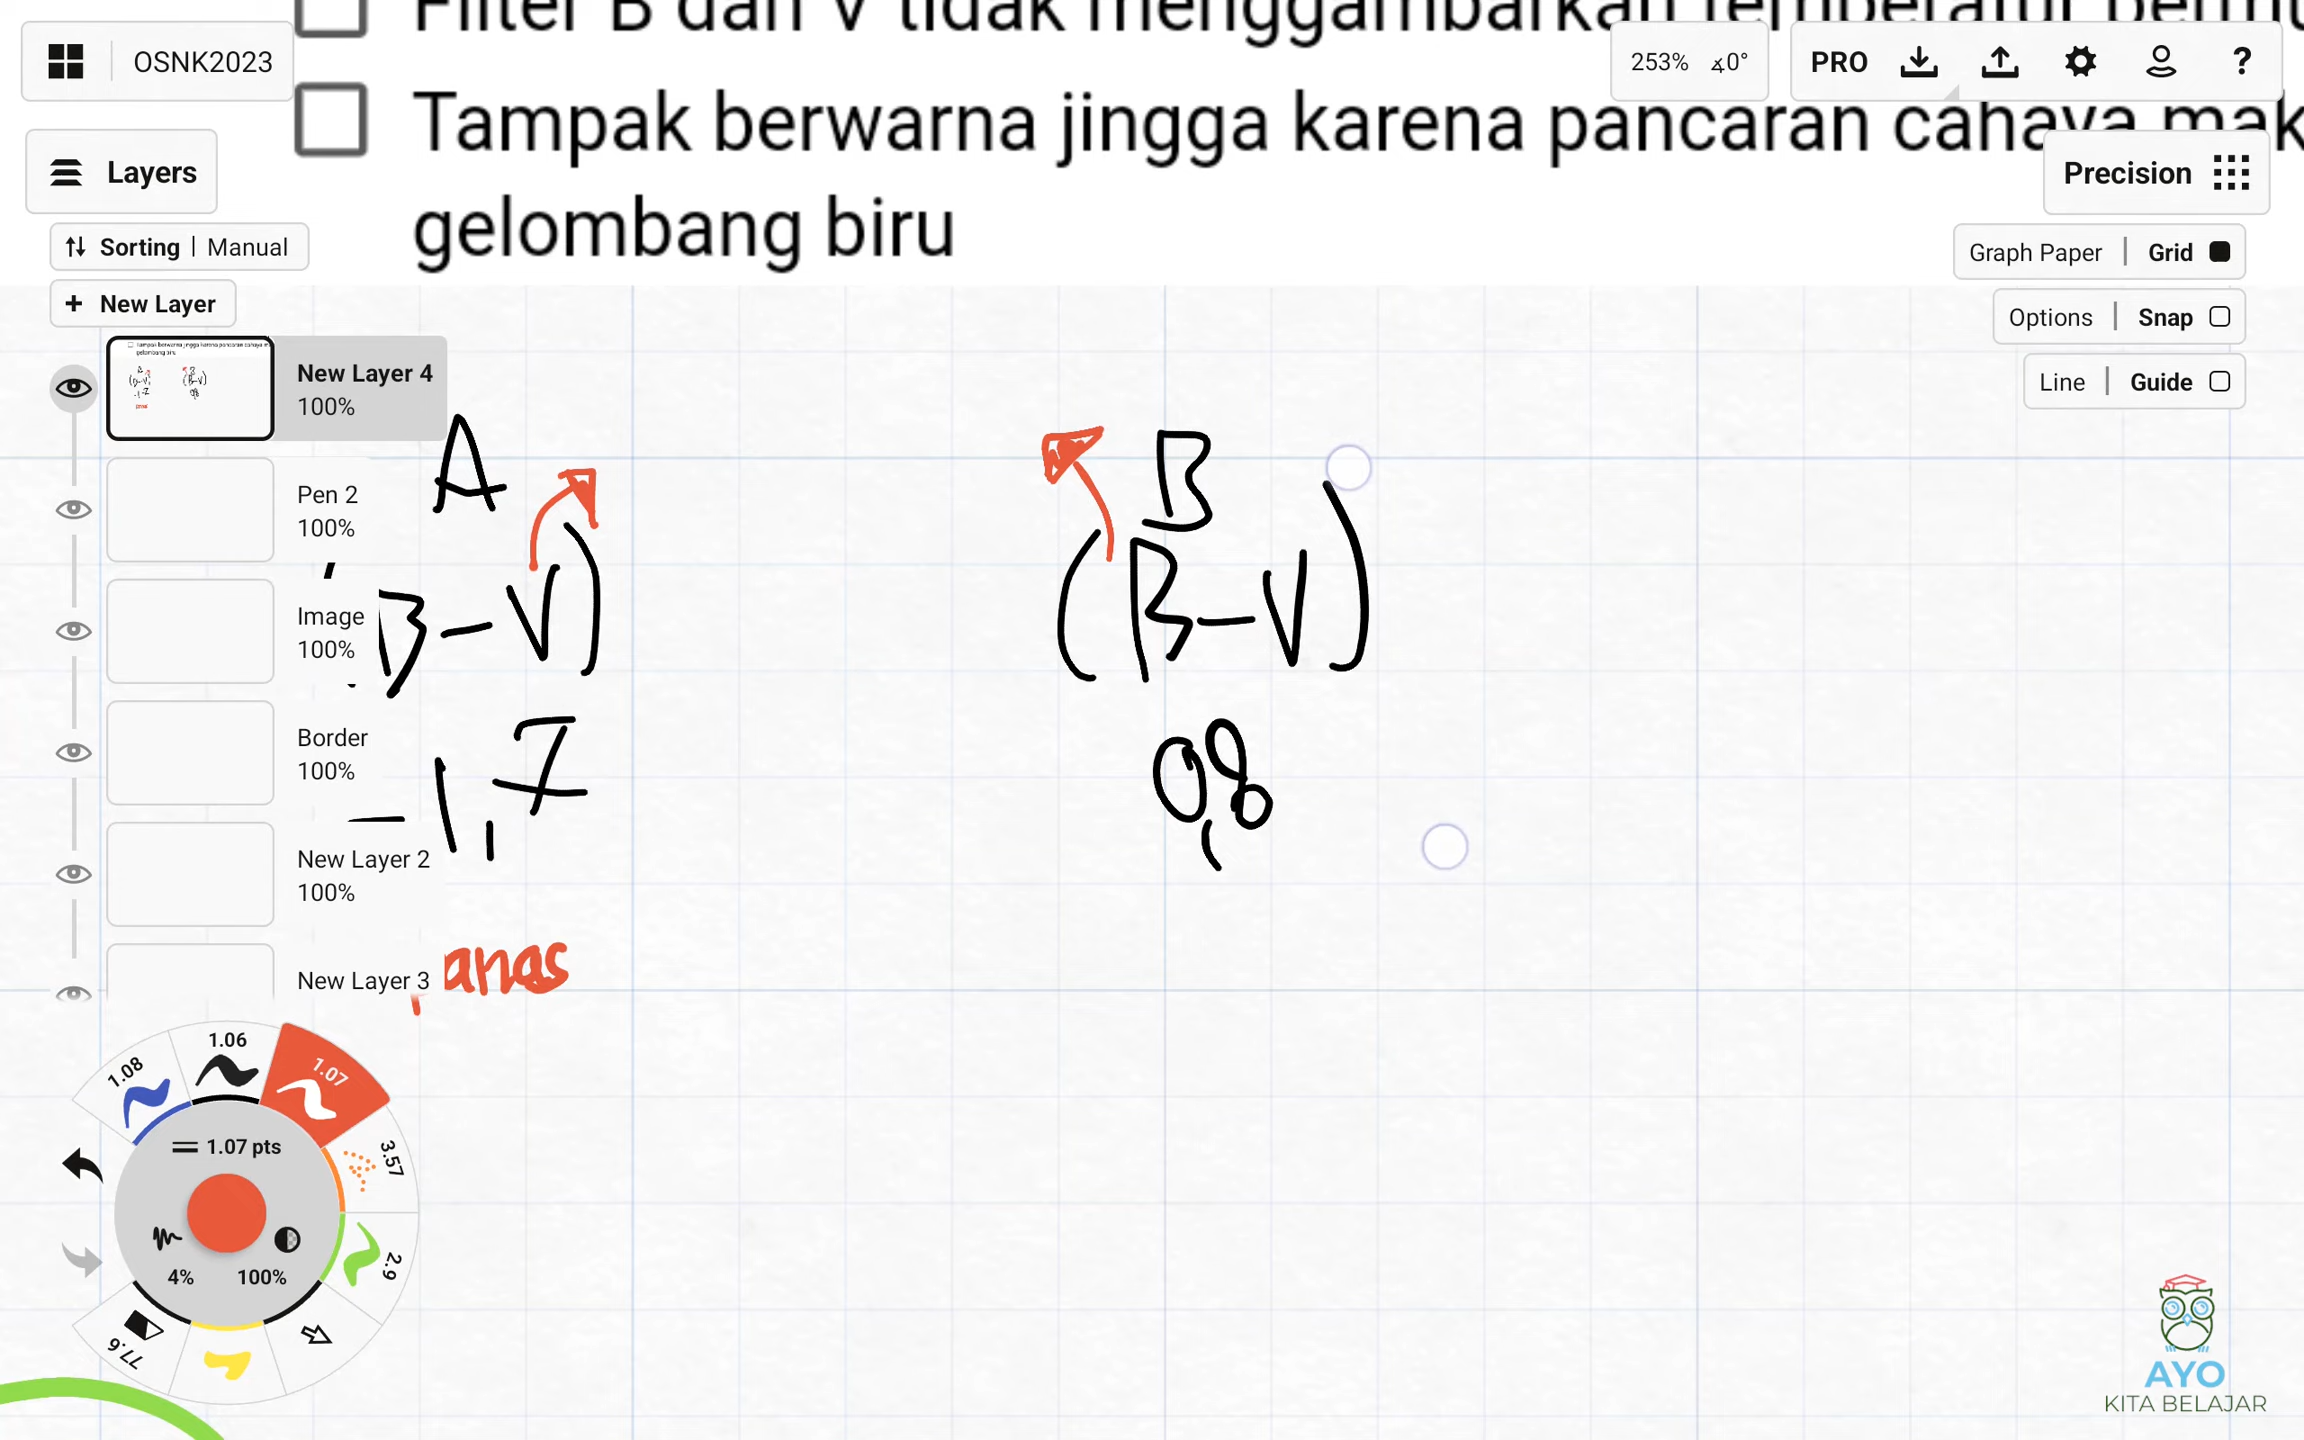 Filter B dan V tidak menggambarkan temperatur
OSNK2023
253% ∡0°
PRO
?
Tampak berwarna jingga karena pancaran cahaya mak
gelombang biru
Layers
Precision
Sorting | Manual
Graph Paper | Grid
+ New Layer
Options | Snap
Line | Guide
New Layer 4
100%
Pen 2
100%
Image
100%
Border
100%
New Layer 2
100%
New Layer 3
A
B-V)
-1,7
anas
B
(B-V)
0,8
1.08
1.06
1.07
3.57
2.9
77.6
1.07 pts
4%
100%
AYO
KITA BELAJAR